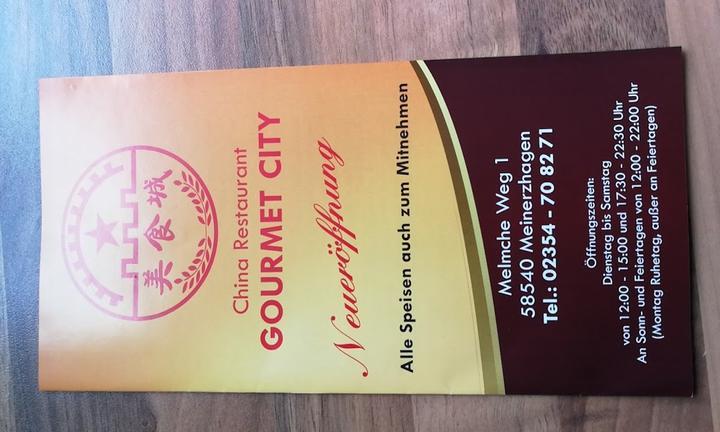 美食城
China Restaurant
GOURMET CITY
Neueröffnung
Alle Speisen auch zum Mitnehmen
Melmche Weg 1
58540 Meinerzhagen
Tel.: 02354 - 70 82 71
Öffnungszeiten:
Dienstag bis Samstag
von 12:00 - 15:00 und 17:30 - 22:30 Uhr
An Sonn- und Feiertagen von 12:00 - 22:00 Uhr
(Montag Ruhetag, außer an Feiertagen)